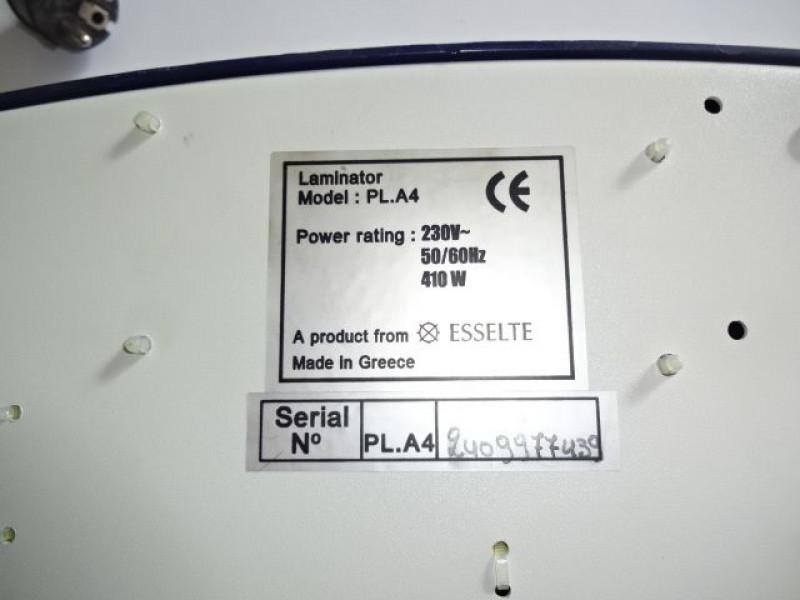 Laminator
Model : PL.A4
CE
Power rating : 230V~
50/60Hz
410 W
A product from ESSELTE
Made in Greece
Serial
Nº PL.A4 2409977439